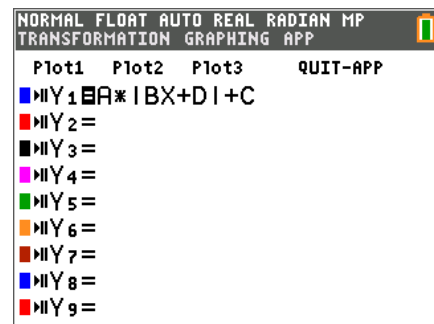 NORMAL FLOAT AUTO REAL RADIAN MP
TRANSFORMATION GRAPHING APP
Plot1 Plot2 Plot3 QUIT-APP
Y1=A*|BX+D|+C
Y2=
Y3=
Y4=
Y5=
Y6=
Y7=
Y8=
Y9=